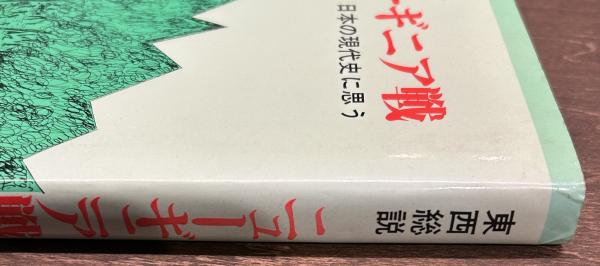 ーギニア戦
日本の現代史に思う
東西総説
ニューギニア戦